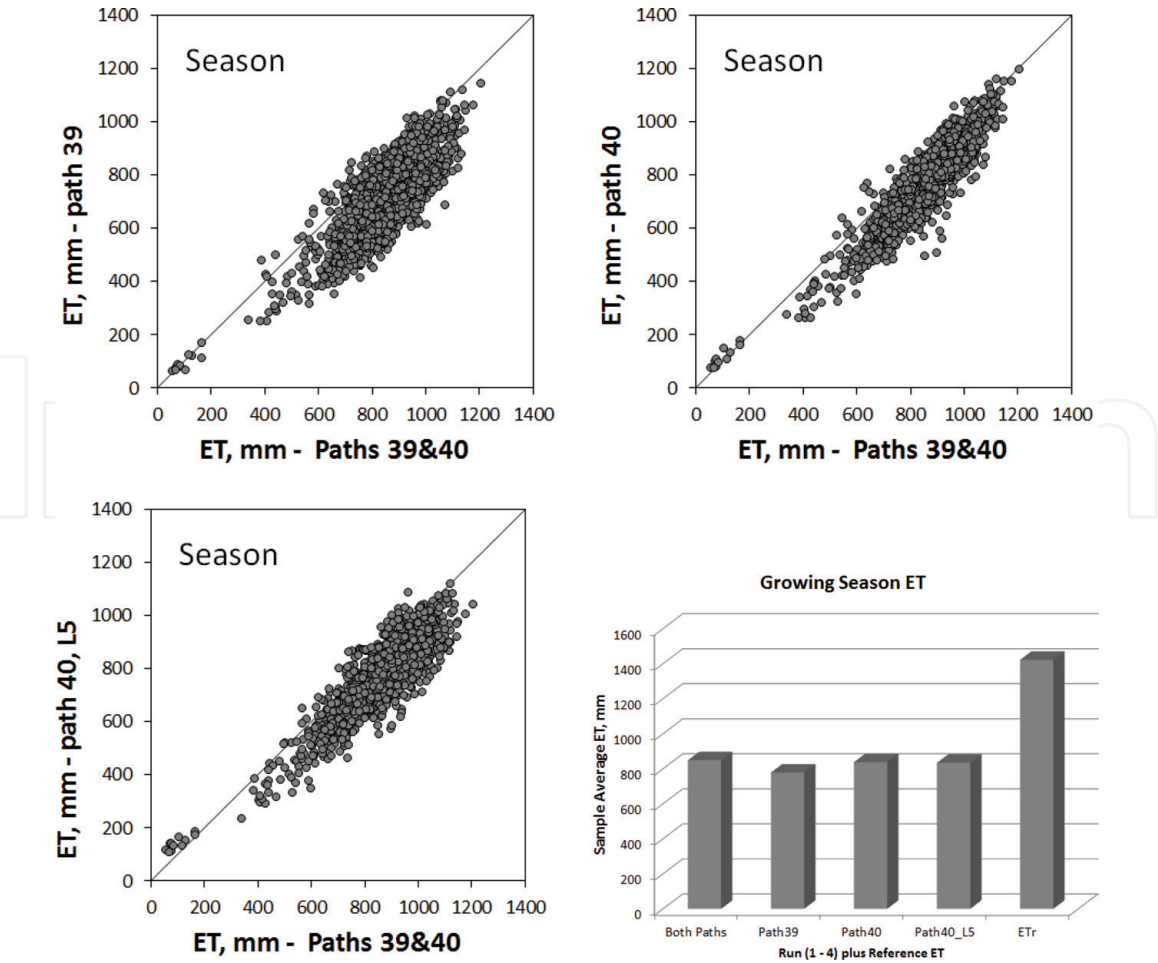 1400
1200
1000
800
600
400
200
0
Season
ET, mm - path 39
0 200 400 600 800 1000 1200 1400
ET, mm - Paths 39&40
1400
1200
1000
800
600
400
200
0
Season
ET, mm - path 40
0 200 400 600 800 1000 1200 1400
ET, mm - Paths 39&40
1400
1200
1000
800
600
400
200
0
Season
ET, mm - path 40, L5
0 200 400 600 800 1000 1200 1400
ET, mm - Paths 39&40
Growing Season ET
1600
1400
1200
1000
800
600
400
200
0
Sample Average ET, mm
Both Paths Path39 Path40 Path40_L5 ETr
Run (1 - 4) plus Reference ET